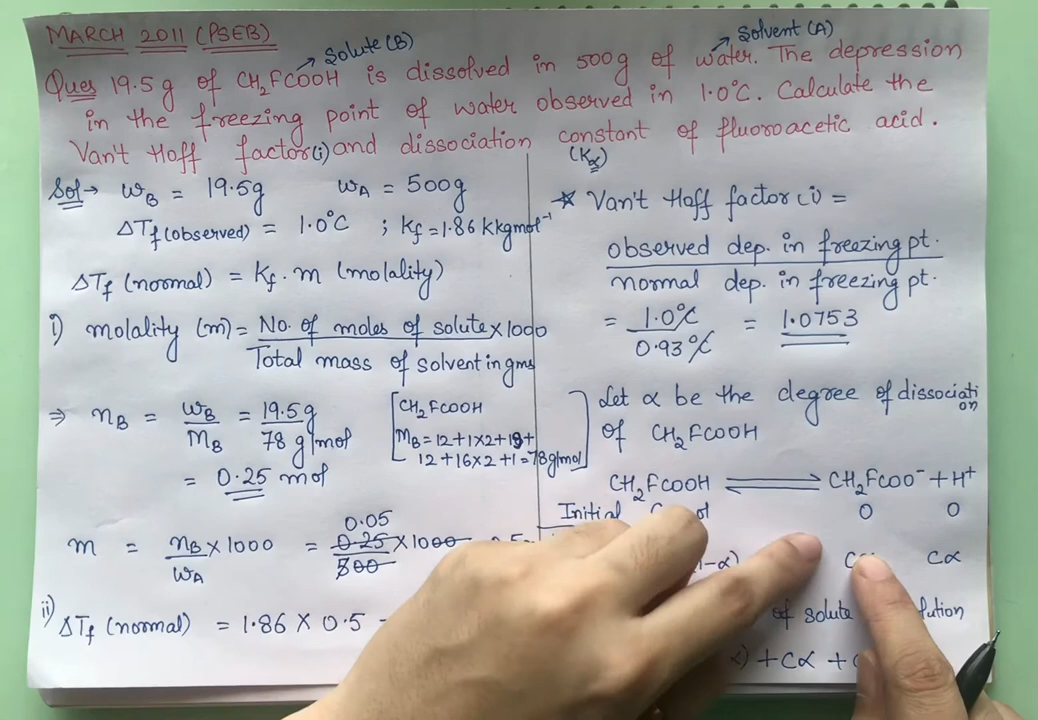 MARCH 2011 (PSEB)
→ Solute (B)
→ Solvent (A)
Ques 19.5 g of CH₂FCOOH is dissolved in 500g of water. The depression
in the freezing point of water observed in 1.0°C. Calculate the
Van't Hoff factor(i) and dissociation constant of fluoroacetic acid.
(Kα)
Sol → WB = 19.5g WA = 500g
ΔTf (observed) = 1.0°C ; Kf = 1.86 K kg mol⁻¹
ΔTf (normal) = Kf . m (molality)
i) molality (m) = No. of moles of solute × 1000
Total mass of solvent in gms
⇒ nB = WB = 19.5g
MB 78 g/mol
= 0.25 mol
[CH₂FCOOH
MB = 12 + 1×2 + 19 +
12 + 16×2 + 1 = 78g/mol]
0.05
m = nB × 1000 = 0.25 × 1000
WA 500
ii) ΔTf (normal) = 1.86 × 0.5
★ Van't Hoff factor (i) =
observed dep. in freezing pt.
normal dep. in freezing pt.
= 1.0°C = 1.0753
0.93°C
Let α be the degree of dissociation
of CH₂FCOOH
CH₂FCOOH ⇌ CH₂FCOO⁻ + H⁺
Initial C 0 0
1-α) Cα
of solute
) + Cα +